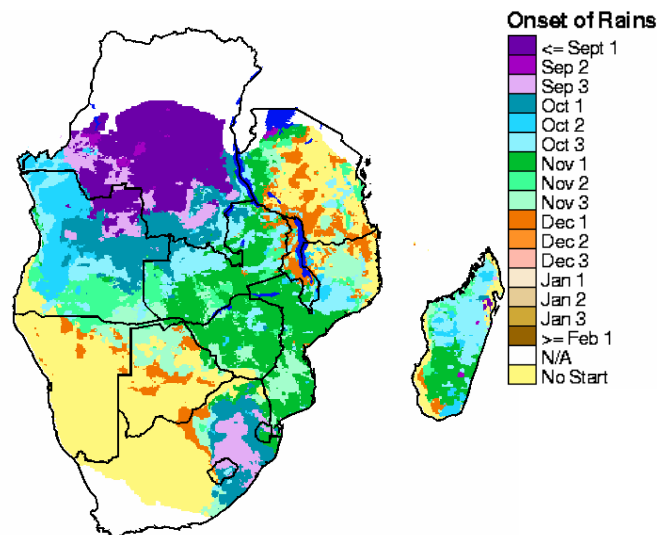 Onset of Rains
<= Sept 1
Sep 2
Sep 3
Oct 1
Oct 2
Oct 3
Nov 1
Nov 2
Nov 3
Dec 1
Dec 2
Dec 3
Jan 1
Jan 2
Jan 3
>= Feb 1
N/A
No Start